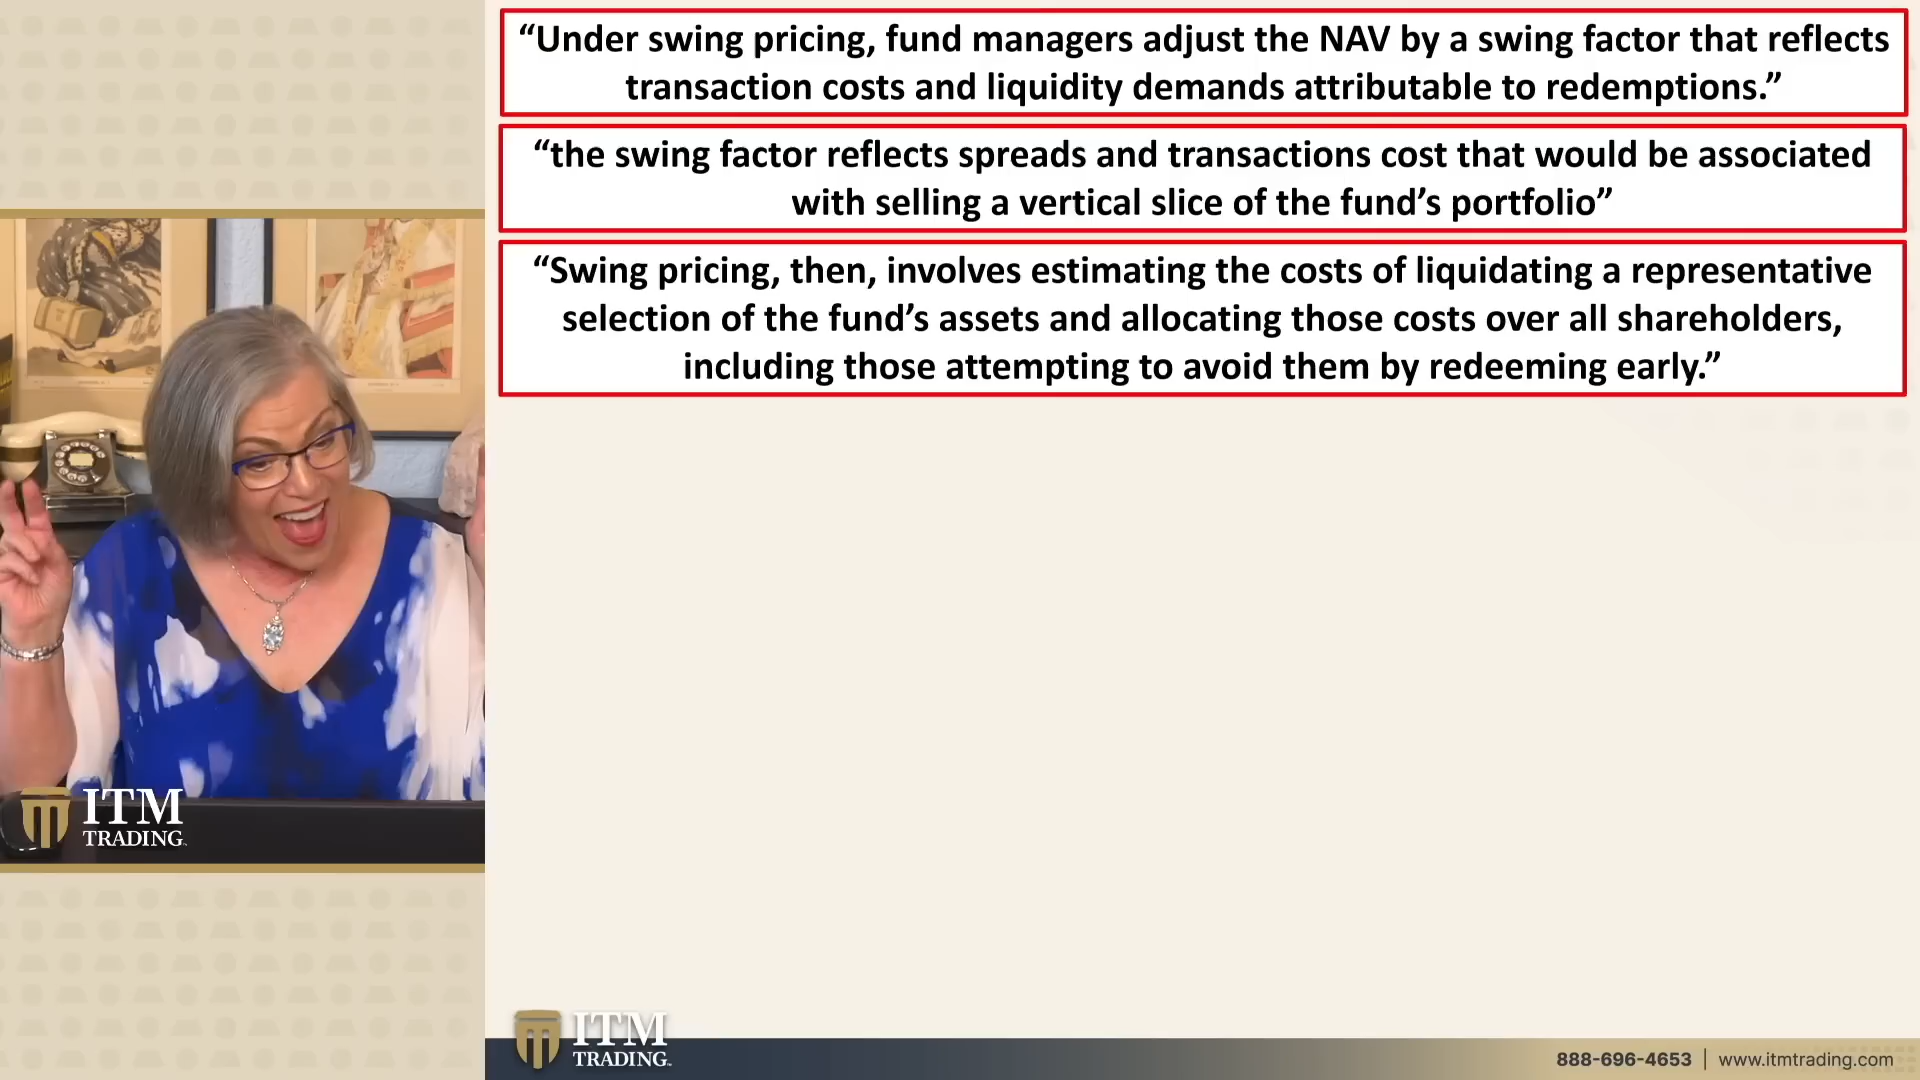 “Under swing pricing, fund managers adjust the NAV by a swing factor that reflects
transaction costs and liquidity demands attributable to redemptions.”
“the swing factor reflects spreads and transactions cost that would be associated
with selling a vertical slice of the fund’s portfolio”
“Swing pricing, then, involves estimating the costs of liquidating a representative
selection of the fund’s assets and allocating those costs over all shareholders,
including those attempting to avoid them by redeeming early.”
ITM
TRADING™
ITM
TRADING™
888-696-4653 | www.itmtrading.com